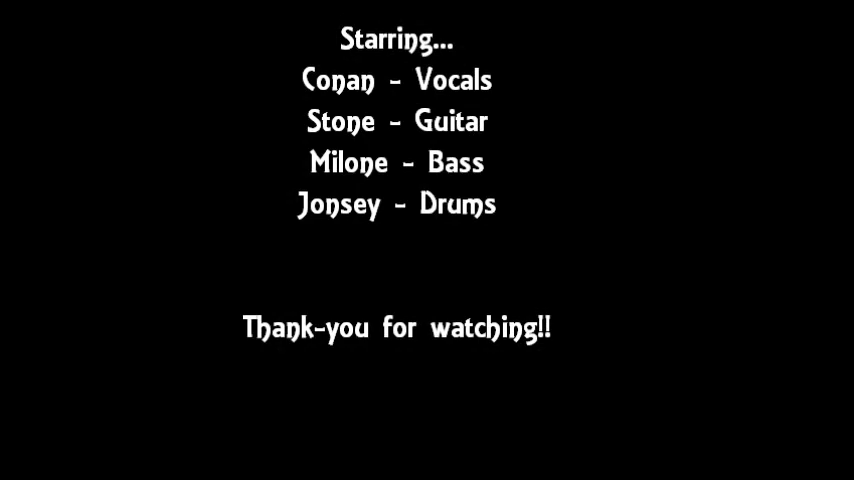 Starring...
Conan - Vocals
Stone - Guitar
Milone - Bass
Jonsey - Drums
Thank-you for watching!!